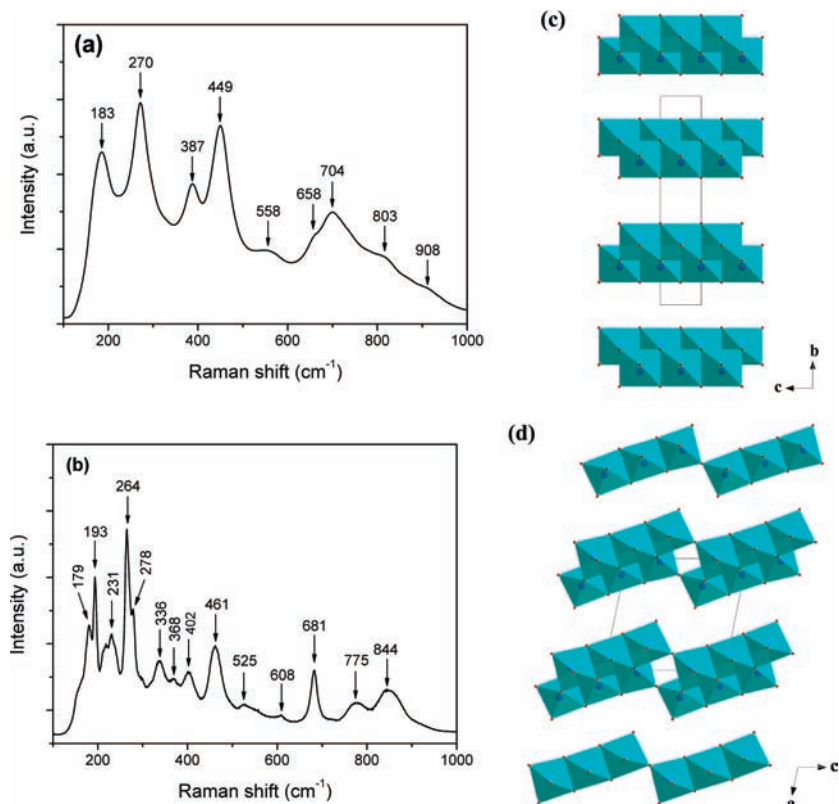 (a)
183
270
387
449
558
658
704
803
908
Intensity (a.u.)
200 400 600 800 1000
Raman shift (cm⁻¹)
(c)
b
c
(b)
179
193
231
264
278
336
368
402
461
525
608
681
775
844
Intensity (a.u.)
200 400 600 800 1000
Raman shift (cm⁻¹)
(d)
c
a